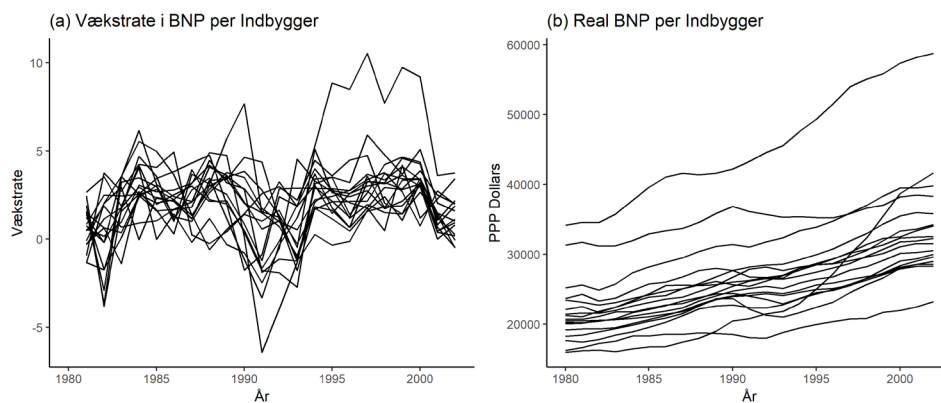 (a) Vækstrate i BNP per Indbygger
10
5
0
-5
Vækstrate
1980 1985 1990 1995 2000
År
(b) Real BNP per Indbygger
60000
50000
40000
30000
20000
PPP Dollars
1980 1985 1990 1995 2000
År